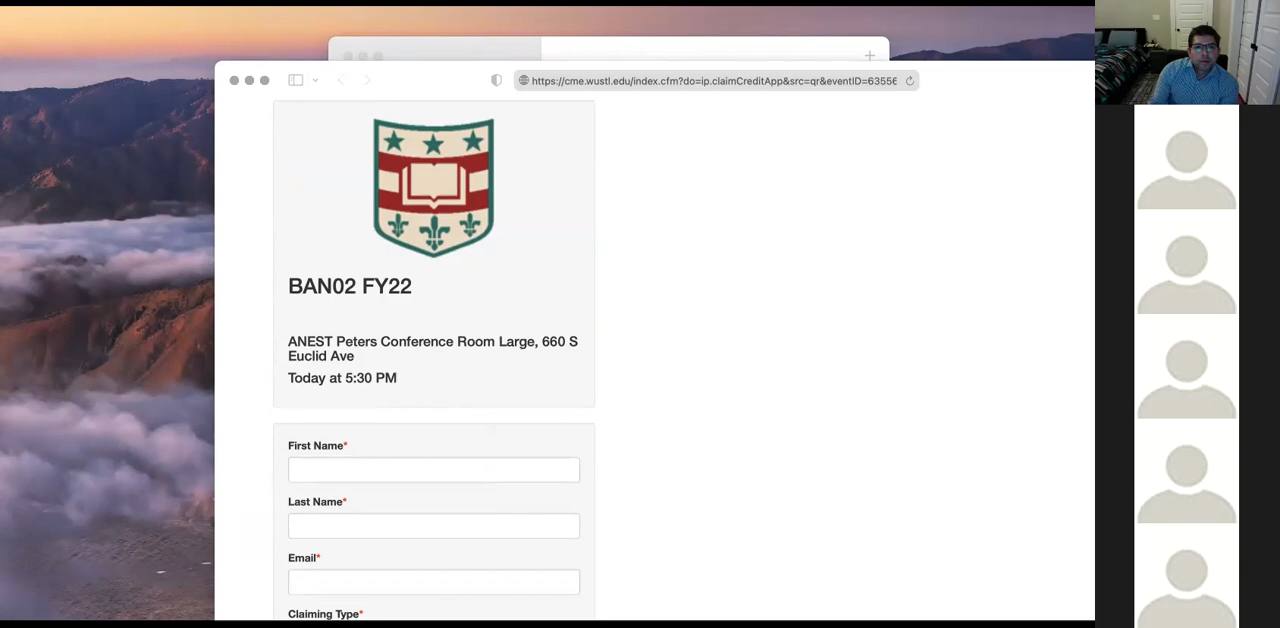 https://cme.wustl.edu/index.cfm?do=ip.claimCreditApp&src=qr&eventID=6355
BAN02 FY22
ANEST Peters Conference Room Large, 660 S
Euclid Ave
Today at 5:30 PM
First Name*
Last Name*
Email*
Claiming Type*